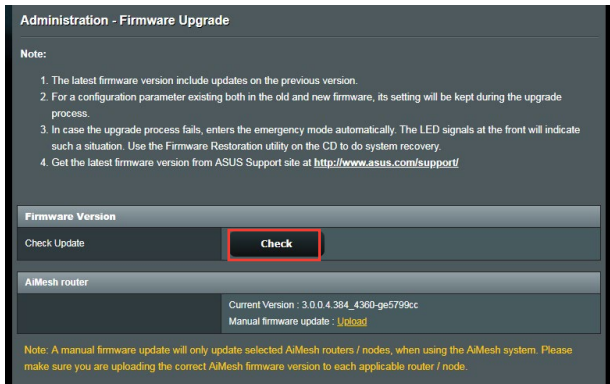 Administration - Firmware Upgrade
Note:
1. The latest firmware version include updates on the previous version.
2. For a configuration parameter existing both in the old and new firmware, its setting will be kept during the upgrade
process.
3. In case the upgrade process fails, enters the emergency mode automatically. The LED signals at the front will indicate
such a situation. Use the Firmware Restoration utility on the CD to do system recovery.
4. Get the latest firmware version from ASUS Support site at http://www.asus.com/support/
Firmware Version
Check Update
Check
AiMesh router
Current Version : 3.0.0.4.384_4360-ge5799cc
Manual firmware update : Upload
Note: A manual firmware update will only update selected AiMesh routers / nodes, when using the AiMesh system. Please
make sure you are uploading the correct AiMesh firmware version to each applicable router / node.